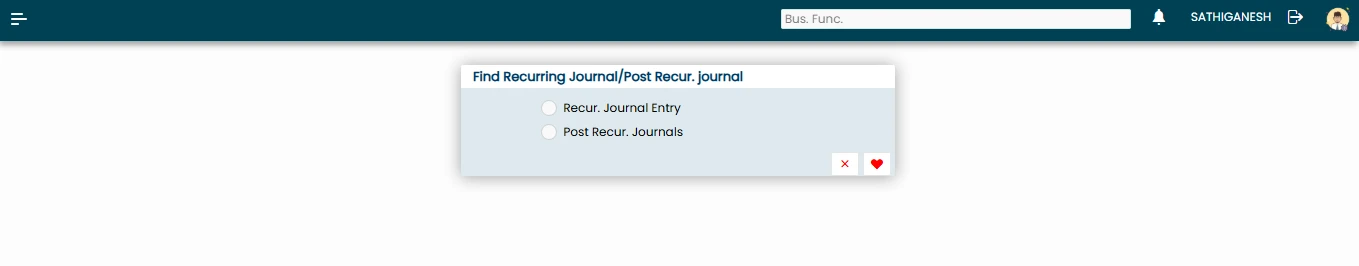 Bus. Func.
SATHIGANESH
Find Recurring Journal/Post Recur. journal
Recur. Journal Entry
Post Recur. Journals